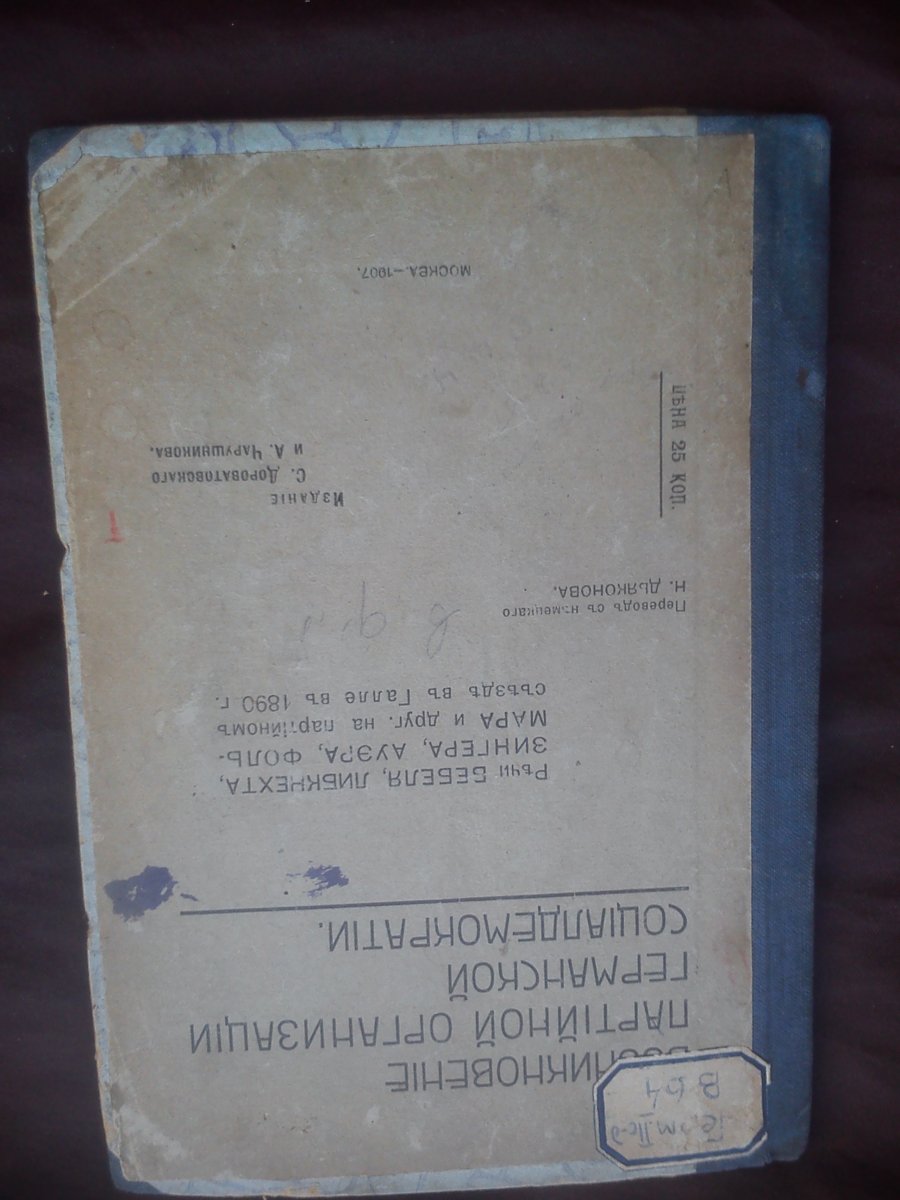 ВОЗНИКНОВЕНІЕ
ПАРТІЙНОЙ ОРГАНИЗАЦІИ
ГЕРМАНСКОЙ
СОЦІАЛДЕМОКРАТІИ.
Рѣчи БЕБЕЛЯ, ЛИБКНЕХТА,
ЗИНГЕРА, АУЭРА, ФОЛЬ-
МАРА и друг. на партійномъ
съѣздѣ въ Галле въ 1890 г.
Переводъ съ нѣмецкаго
Н. ДЬЯКОНОВА.
ЦѢНА 25 КОП.
Изданіе
С. Дороватовскаго
и А. Чарушникова.
МОСКВА.—1907.
В 64